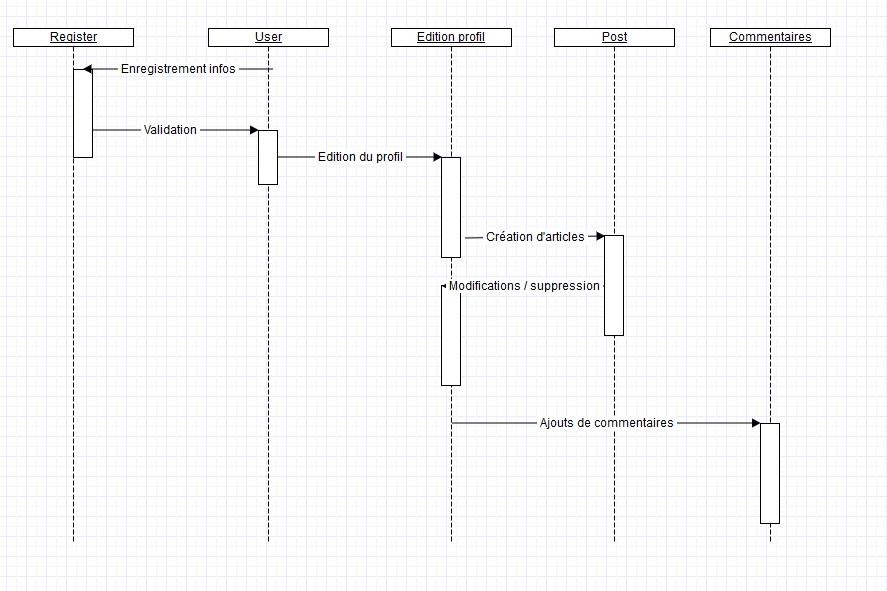 Register
User
Edition profil
Post
Commentaires
Enregistrement infos
Validation
Edition du profil
Création d'articles
Modifications / suppression
Ajouts de commentaires